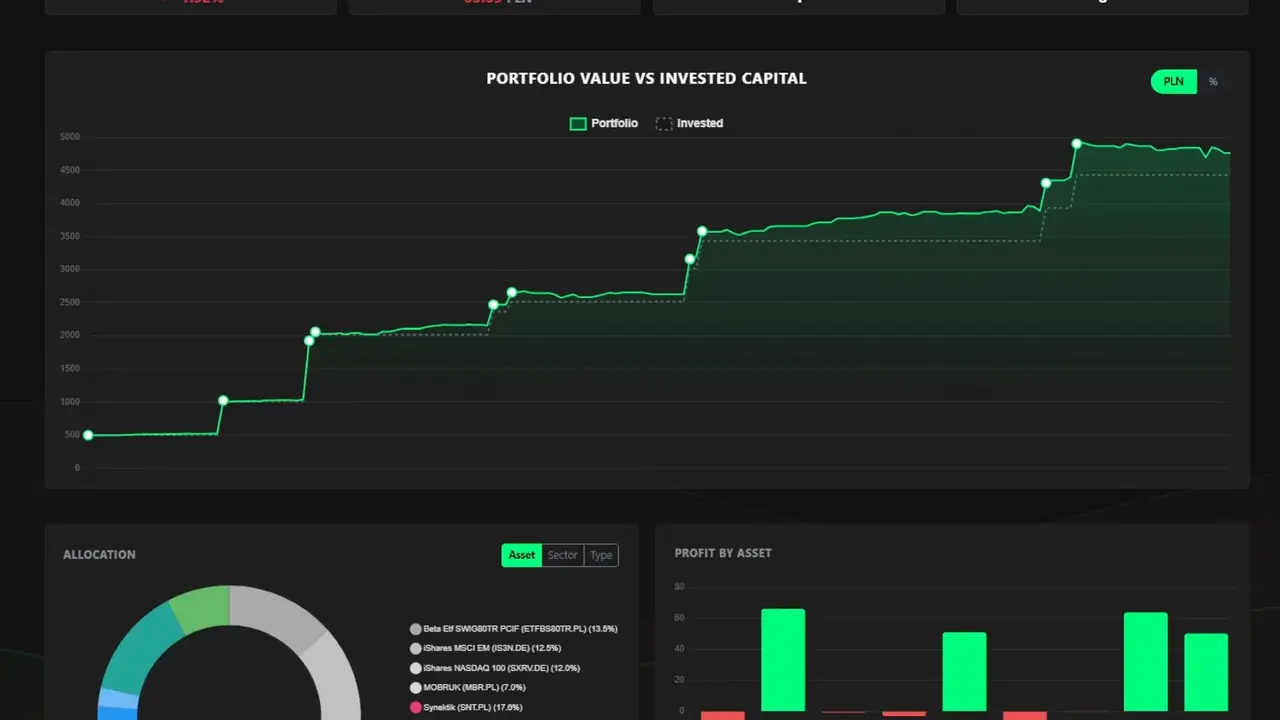 PORTFOLIO VALUE VS INVESTED CAPITAL
PLN %
Portfolio Invested
5000
4500
4000
3500
3000
2500
2000
1500
1000
500
0
ALLOCATION
Asset Sector Type
Beta Etf SWIG80TR PCIF (ETFBS80TR.PL) (13.5%)
iShares MSCI EM (IS3N.DE) (12.5%)
iShares NASDAQ 100 (SXRV.DE) (12.0%)
MOBRUK (MBR.PL) (7.0%)
Synektik (SNT.PL) (17.6%)
PROFIT BY ASSET
80
60
40
20
0